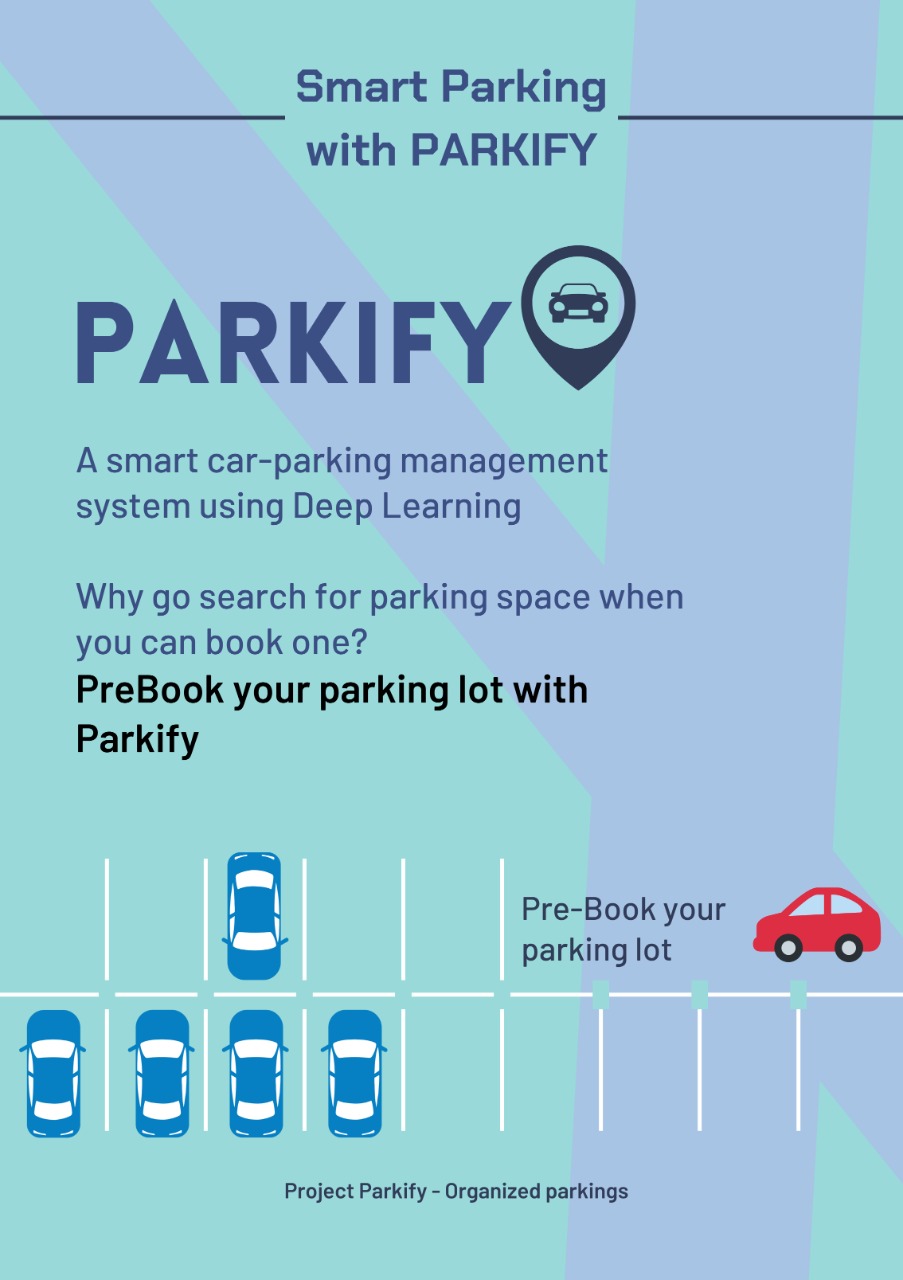 Smart Parking
with PARKIFY
PARKIFY
A smart car-parking management
system using Deep Learning
Why go search for parking space when
you can book one?
PreBook your parking lot with
Parkify
Pre-Book your
parking lot
Project Parkify - Organized parkings